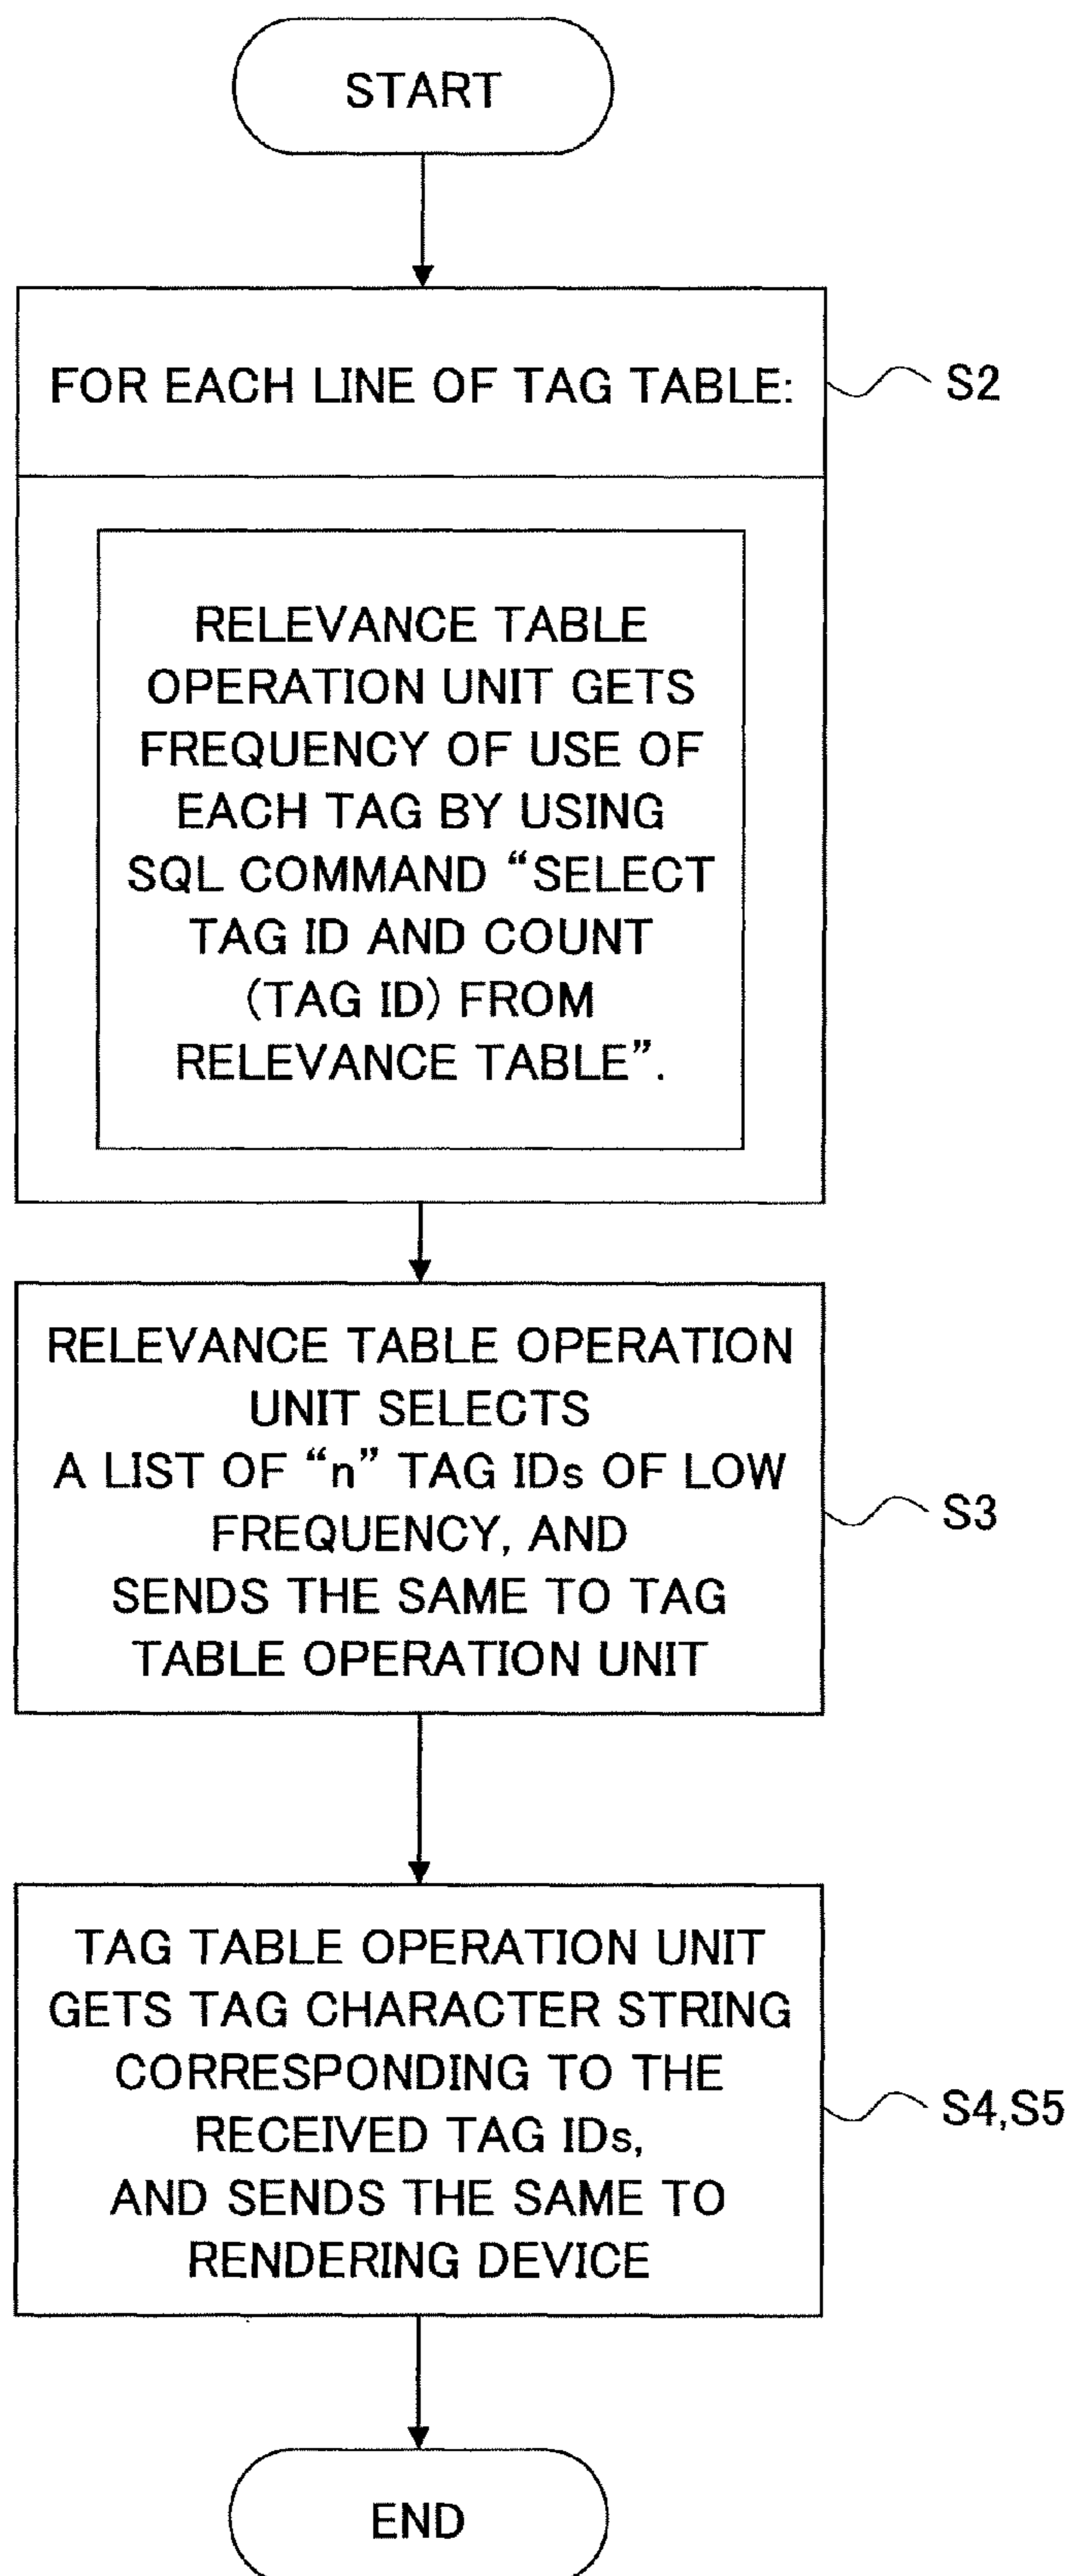 START
FOR EACH LINE OF TAG TABLE:
S2
RELEVANCE TABLE
OPERATION UNIT GETS
FREQUENCY OF USE OF
EACH TAG BY USING
SQL COMMAND “SELECT
TAG ID AND COUNT
(TAG ID) FROM
RELEVANCE TABLE”.
RELEVANCE TABLE OPERATION
UNIT SELECTS
A LIST OF “n” TAG IDs OF LOW
FREQUENCY, AND
SENDS THE SAME TO TAG
TABLE OPERATION UNIT
S3
TAG TABLE OPERATION UNIT
GETS TAG CHARACTER STRING
CORRESPONDING TO THE
RECEIVED TAG IDs,
AND SENDS THE SAME TO
RENDERING DEVICE
S4,S5
END